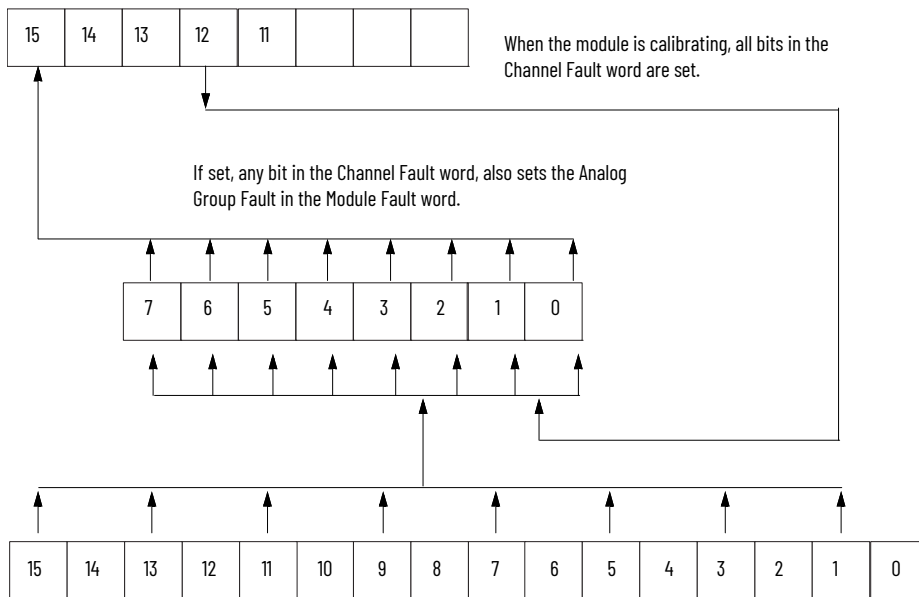 15 14 13 12 11
When the module is calibrating, all bits in the
Channel Fault word are set.
If set, any bit in the Channel Fault word, also sets the Analog
Group Fault in the Module Fault word.
7 6 5 4 3 2 1 0
15 14 13 12 11 10 9 8 7 6 5 4 3 2 1 0